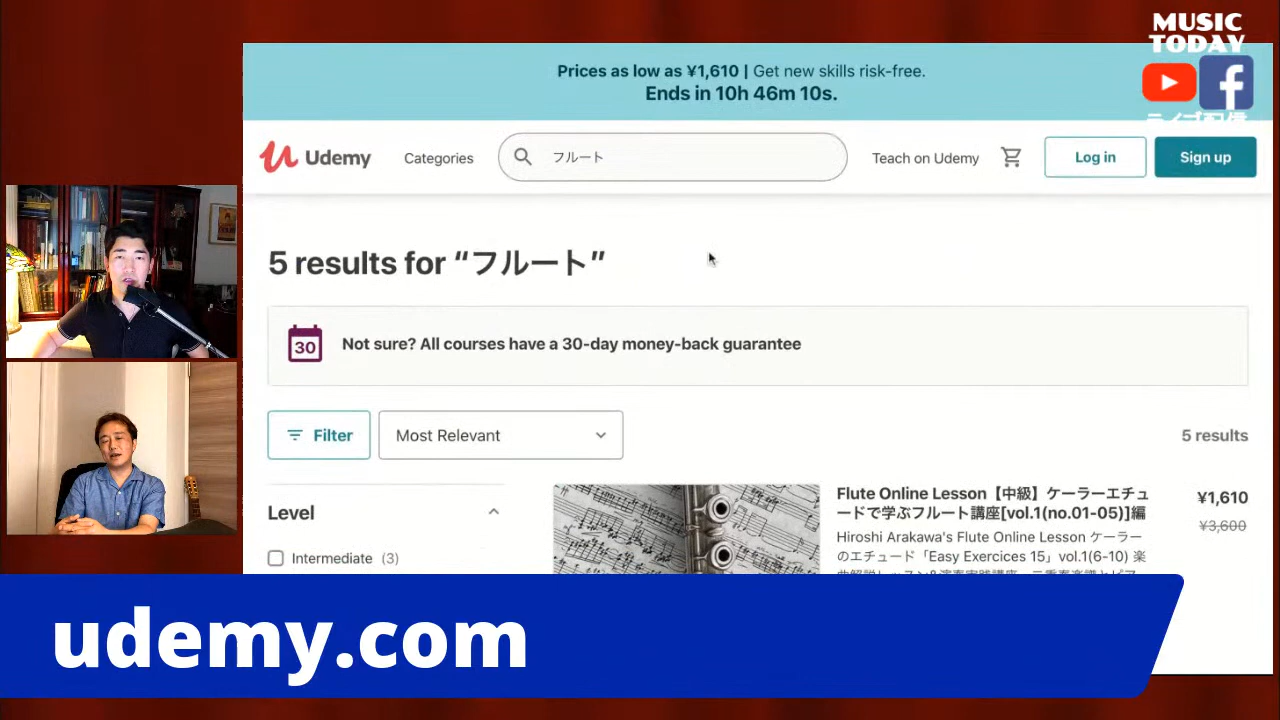 MUSIC
TODAY
ライブ配信
Prices as low as ¥1,610 | Get new skills risk-free.
Ends in 10h 46m 10s.
Udemy
Categories
フルート
Teach on Udemy
Log in
Sign up
5 results for “フルート”
30
Not sure? All courses have a 30-day money-back guarantee
Filter
Most Relevant
5 results
Level
Intermediate (3)
Flute Online Lesson【中級】ケーラーエチュ
ードで学ぶフルート講座[vol.1(no.01-05)]編
¥1,610
¥3,600
Hiroshi Arakawa's Flute Online Lesson ケーラー
のエチュード「Easy Exercices 15」vol.1(6-10) 楽
udemy.com